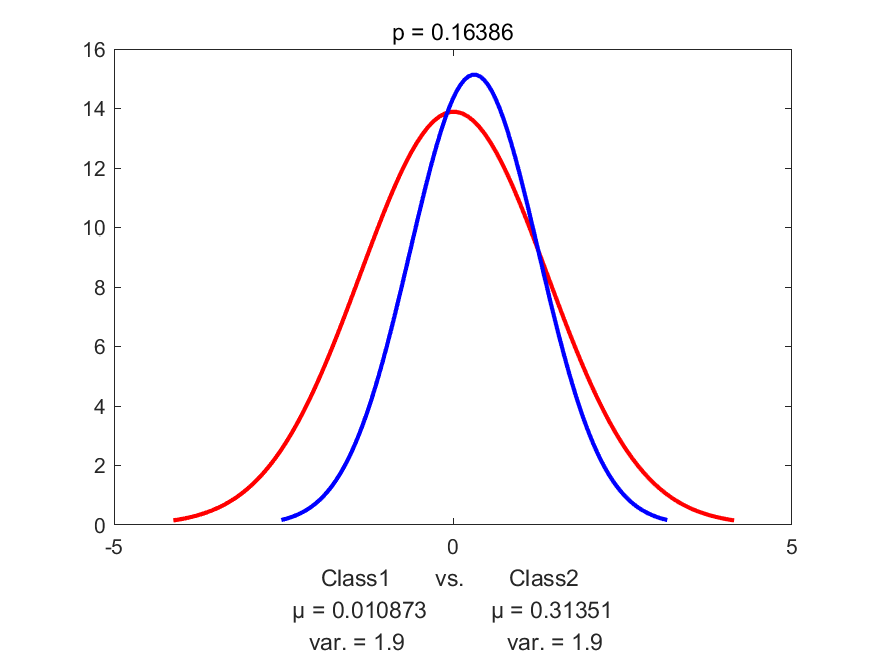 p = 0.16386
16
14
12
10
8
6
4
2
0
-5 0 5
Class1 vs. Class2
μ = 0.010873 μ = 0.31351
var. = 1.9 var. = 1.9